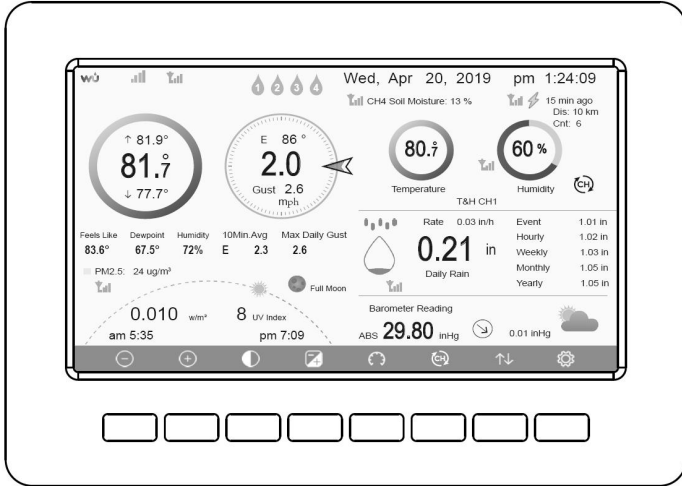 wu
1 2 3 4
Wed, Apr 20, 2019 pm 1:24:09
CH4 Soil Moisture: 13 %
15 min ago
Dis: 10 km
Cnt: 6
↑ 81.9°
81.7°
↓ 77.7°
E 86 °
2.0
Gust 2.6
mph
80.7°
Temperature
60 %
Humidity
CH
T&H CH1
Feels Like Dewpoint Humidity 10Min.Avg Max Daily Gust
83.6° 67.5° 72% E 2.3 2.6
PM2.5: 24 ug/m³
Full Moon
0.010 w/m² 8 UV Index
am 5:35 pm 7:09
Rate 0.03 in/h
0.21 in
Daily Rain
Event 1.01 in
Hourly 1.02 in
Weekly 1.03 in
Monthly 1.05 in
Yearly 1.05 in
Barometer Reading
ABS 29.80 inHg 0.01 inHg
CH